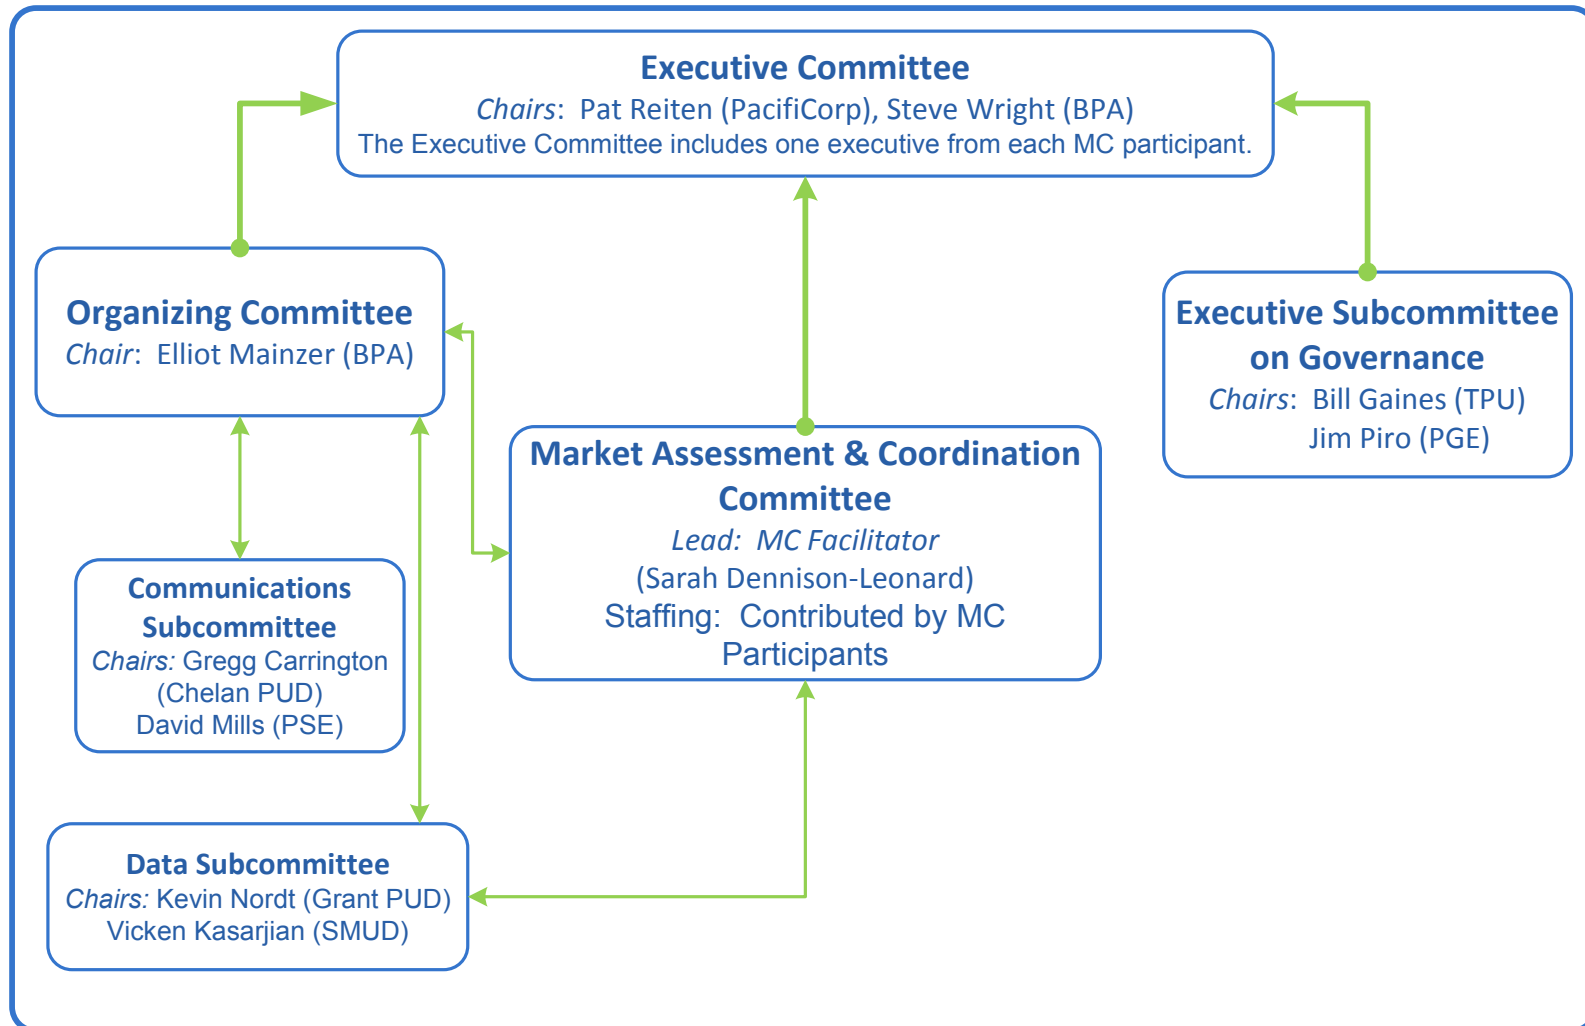 Executive Committee
Chairs:  Pat Reiten (PacifiCorp), Steve Wright (BPA)
The Executive Committee includes one executive from each MC participant.
Organizing Committee
Chair:  Elliot Mainzer (BPA)
Executive Subcommittee
on Governance
Chairs:  Bill Gaines (TPU)
Jim Piro (PGE)
Market Assessment & Coordination
Committee
Lead:  MC Facilitator
(Sarah Dennison-Leonard)
Staffing:  Contributed by MC
Participants
Communications
Subcommittee
Chairs: Gregg Carrington
(Chelan PUD)
David Mills (PSE)
Data Subcommittee
Chairs: Kevin Nordt (Grant PUD)
Vicken Kasarjian (SMUD)